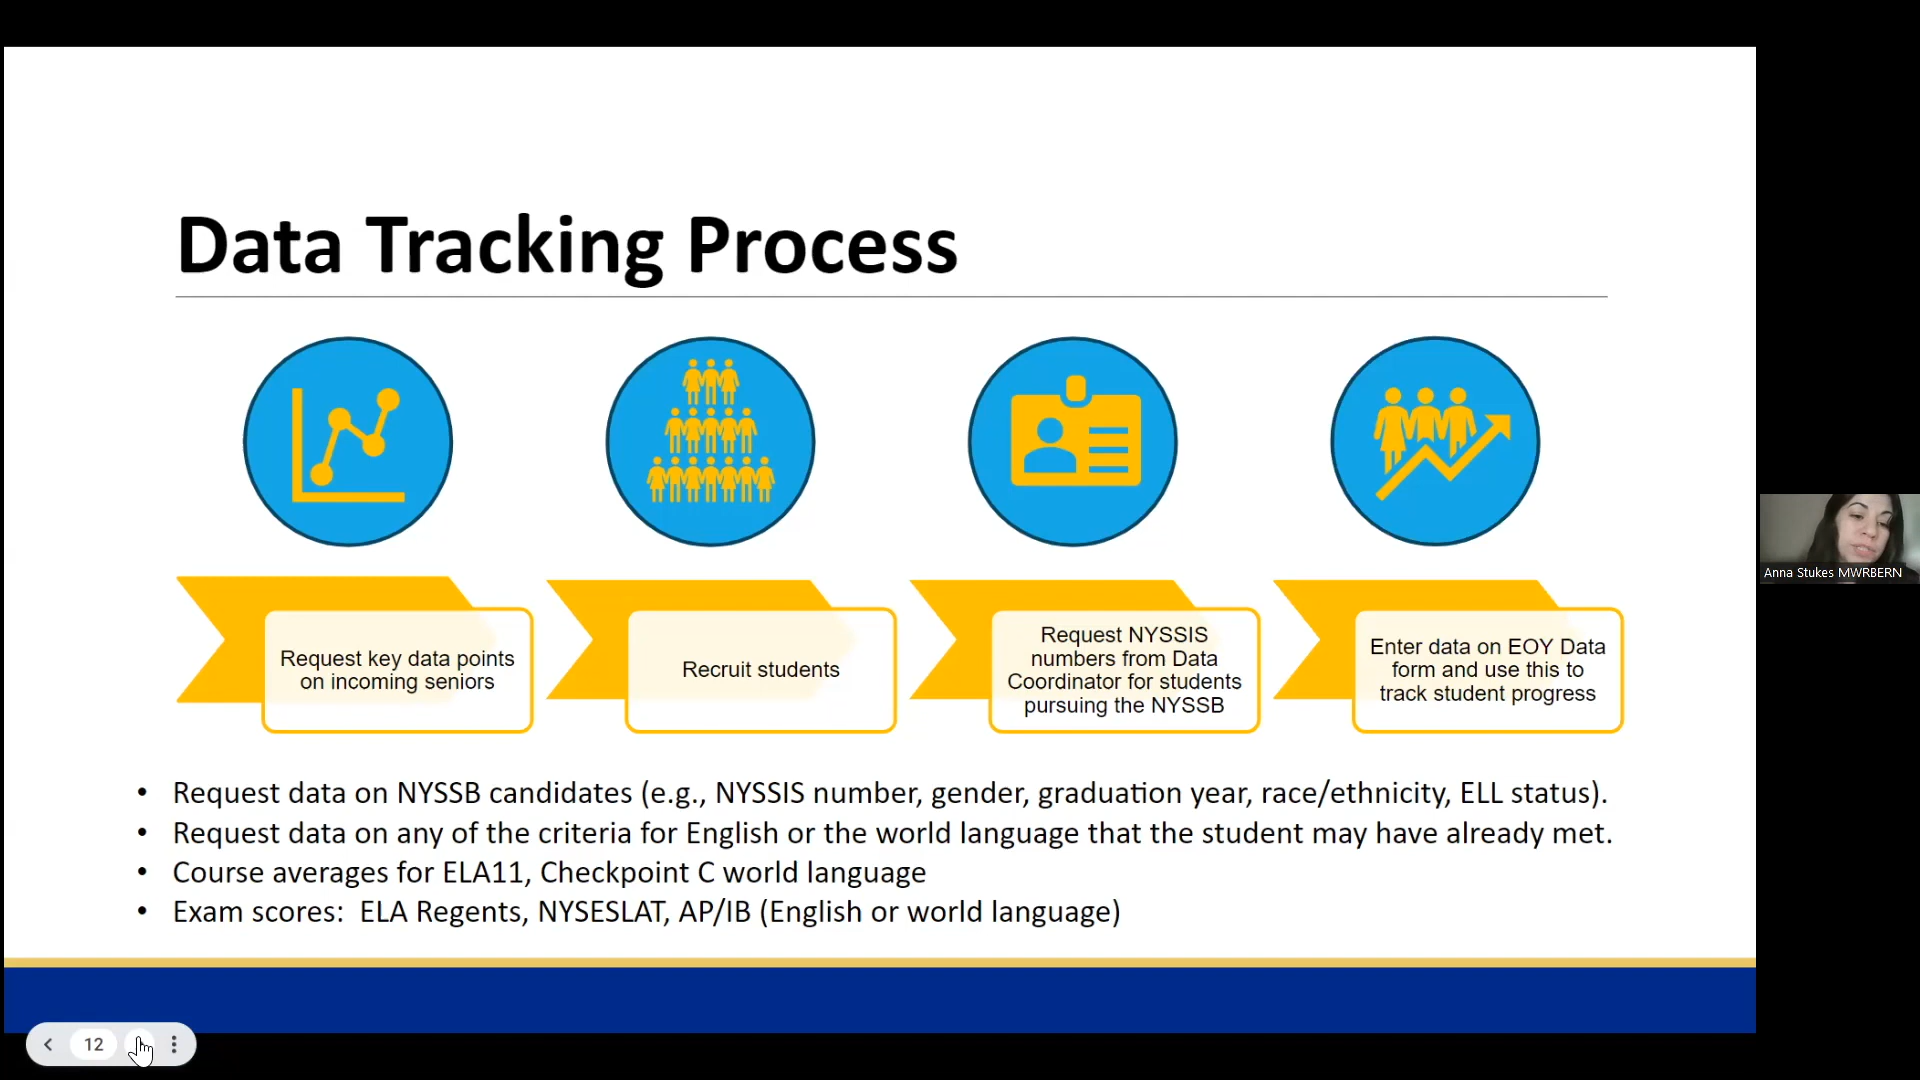 Data Tracking Process
Request key data points
on incoming seniors
Recruit students
Request NYSSIS
numbers from Data
Coordinator for students
pursuing the NYSSB
Enter data on EOY Data
form and use this to
track student progress
• Request data on NYSSB candidates (e.g., NYSSIS number, gender, graduation year, race/ethnicity, ELL status).
• Request data on any of the criteria for English or the world language that the student may have already met.
• Course averages for ELA11, Checkpoint C world language
• Exam scores:  ELA Regents, NYSESLAT, AP/IB (English or world language)
Anna Stukes MWRBERN
12